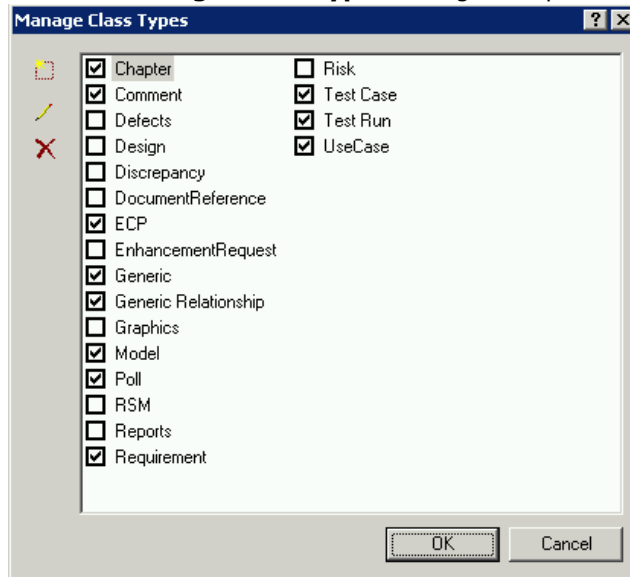 Manage Class Types
Chapter
Comment
Defects
Design
Discrepancy
DocumentReference
ECP
EnhancementRequest
Generic
Generic Relationship
Graphics
Model
Poll
RSM
Reports
Requirement
Risk
Test Case
Test Run
UseCase
OK
Cancel